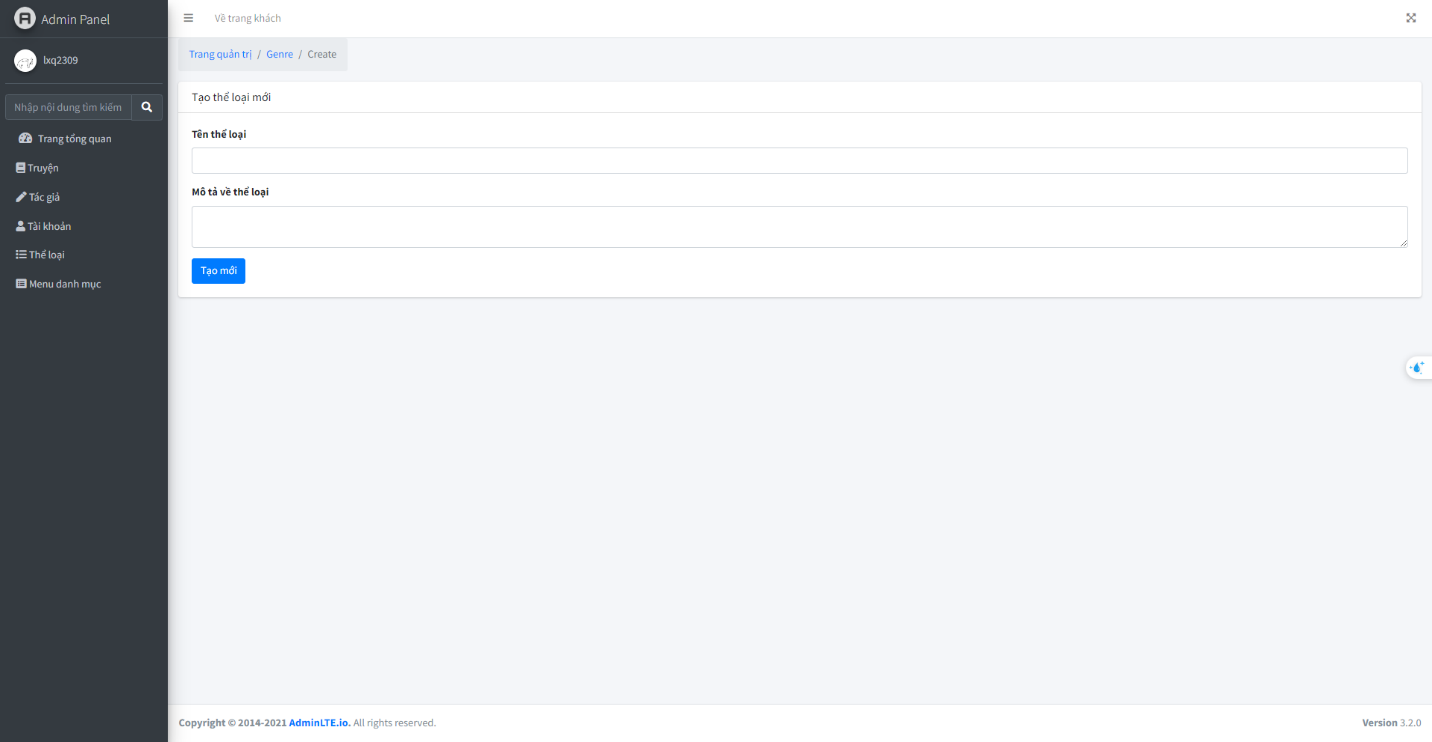 Admin Panel
Về trang khách
lxq2309
Nhập nội dung tìm kiếm
Trang tổng quan
Truyện
Tác giả
Tài khoản
Thể loại
Menu danh mục
Trang quản trị / Genre / Create
Tạo thể loại mới
Tên thể loại
Mô tả về thể loại
Tạo mới
Copyright © 2014-2021 AdminLTE.io. All rights reserved.
Version 3.2.0